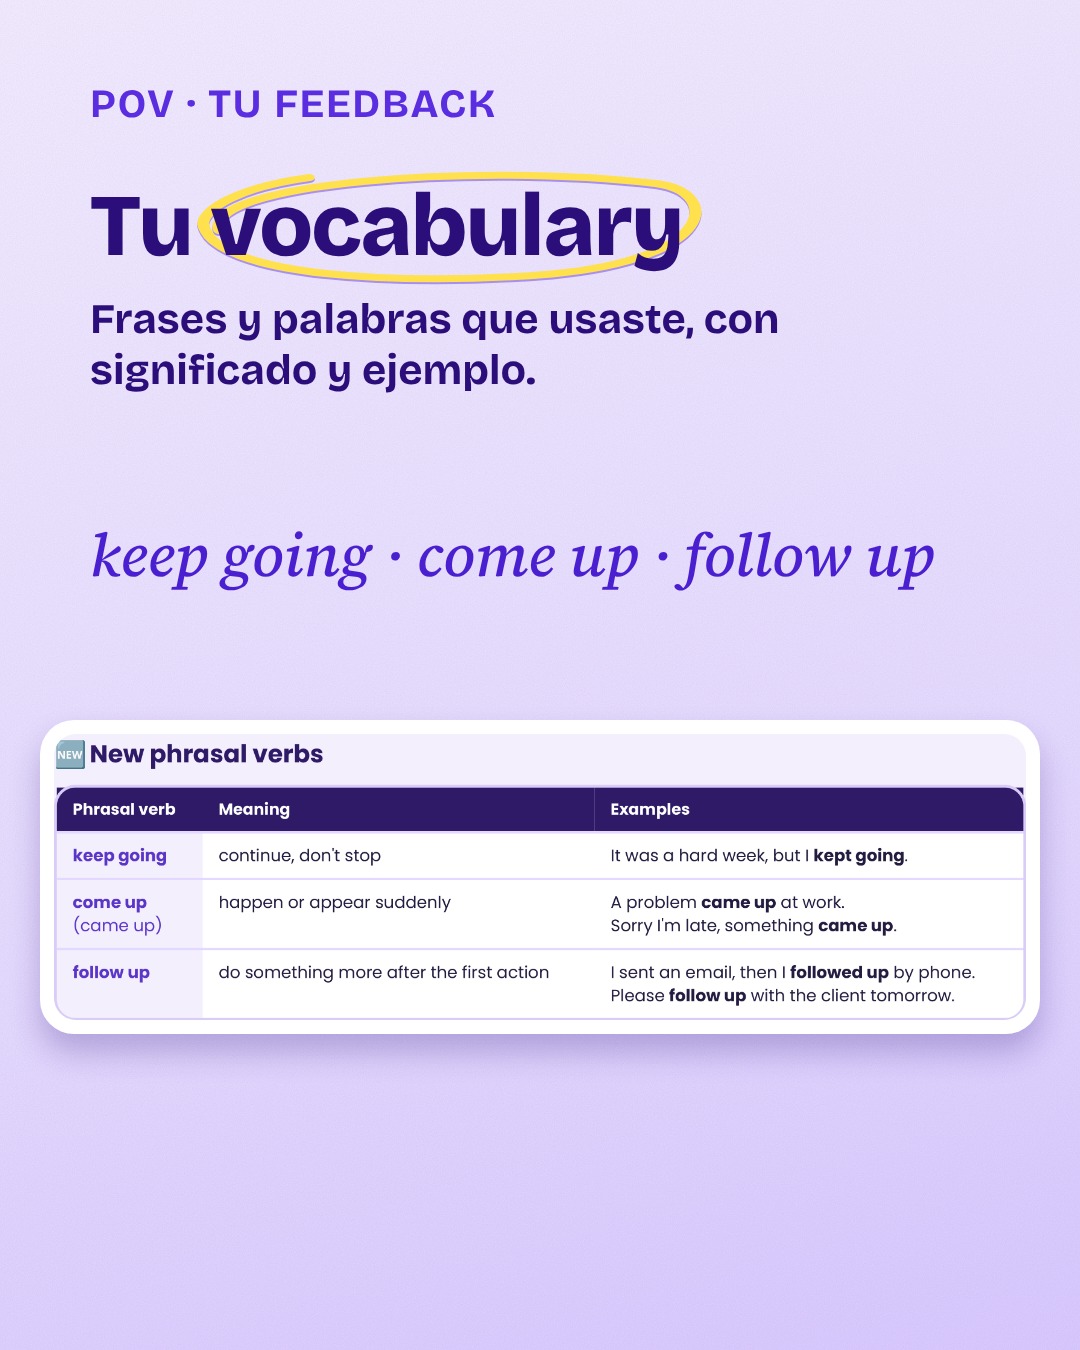 POV · TU FEEDBACK
Tu vocabulary
Frases y palabras que usaste, con
significado y ejemplo.
keep going · come up · follow up
🆕 New phrasal verbs
Phrasal verb Meaning Examples
keep going continue, don't stop It was a hard week, but I kept going.
come up happen or appear suddenly A problem came up at work.
(came up) Sorry I'm late, something came up.
follow up do something more after the first action I sent an email, then I followed up by phone.
Please follow up with the client tomorrow.